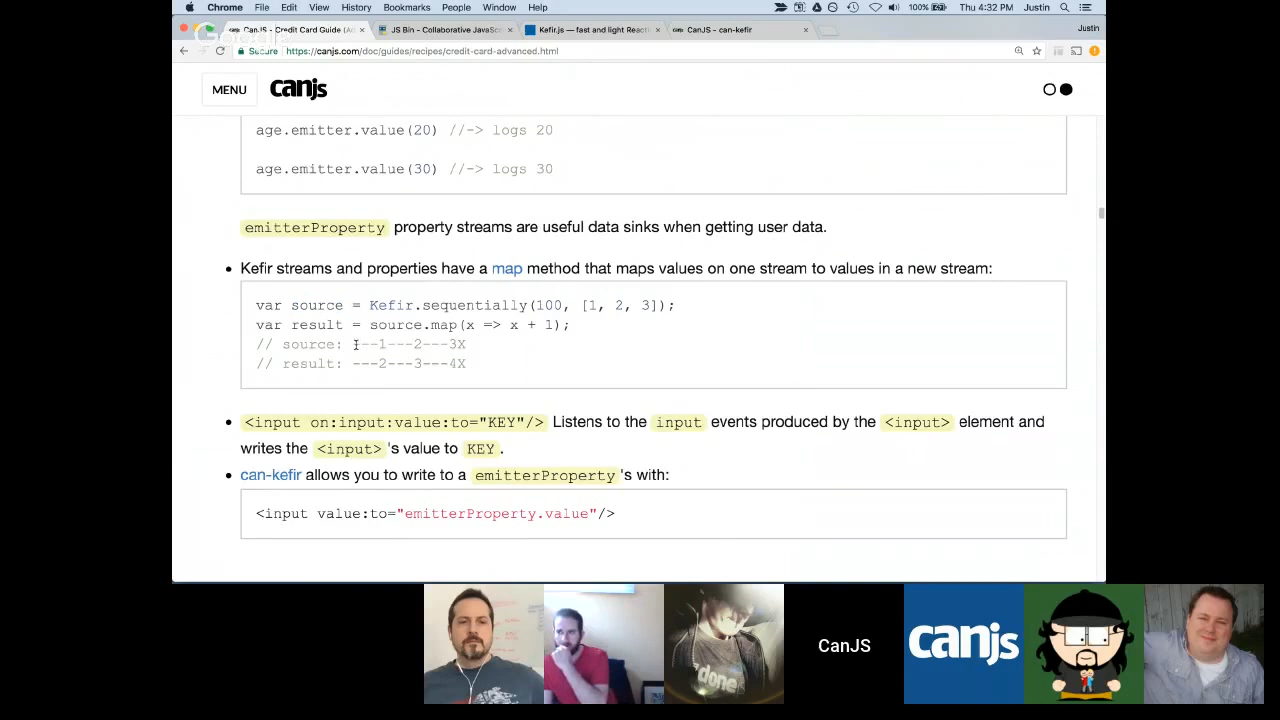 Chrome File Edit View History Bookmarks People Window Help 100% Thu 4:32 PM Justin
CanJS - Credit Card Guide (Ad
JS Bin - Collaborative JavaSc
Kefir.js — fast and light Reacti
CanJS - can-kefir
Justin
Secure https://canjs.com/doc/guides/recipes/credit-card-advanced.html
MENU canjs
age.emitter.value(20) //-> logs 20
age.emitter.value(30) //-> logs 30
emitterProperty property streams are useful data sinks when getting user data.
• Kefir streams and properties have a map method that maps values on one stream to values in a new stream:
var source = Kefir.sequentially(100, [1, 2, 3]);
var result = source.map(x => x + 1);
// source: ---1---2---3X
// result: ---2---3---4X
• <input on:input:value:to="KEY"/> Listens to the input events produced by the <input> element and
writes the <input>'s value to KEY.
• can-kefir allows you to write to a emitterProperty's with:
<input value:to="emitterProperty.value"/>
done
CanJS
canjs